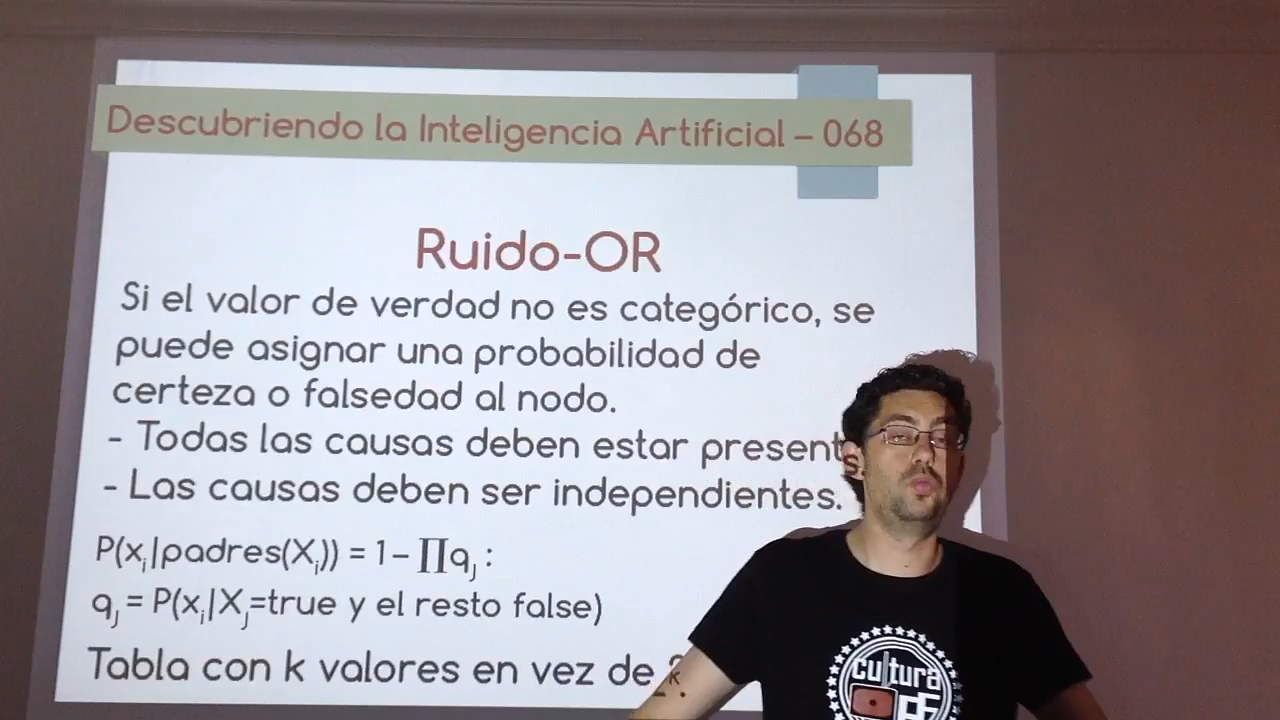 Descubriendo la Inteligencia Artificial – 068
Ruido-OR
Si el valor de verdad no es categórico, se
puede asignar una probabilidad de
certeza o falsedad al nodo.
- Todas las causas deben estar present s.
- Las causas deben ser independientes.
P(xᵢ|padres(Xᵢ)) = 1– ∏qⱼ :
qⱼ = P(xᵢ|Xⱼ=true y el resto false)
Tabla con k valores en vez de 2ᵏ.
cultura